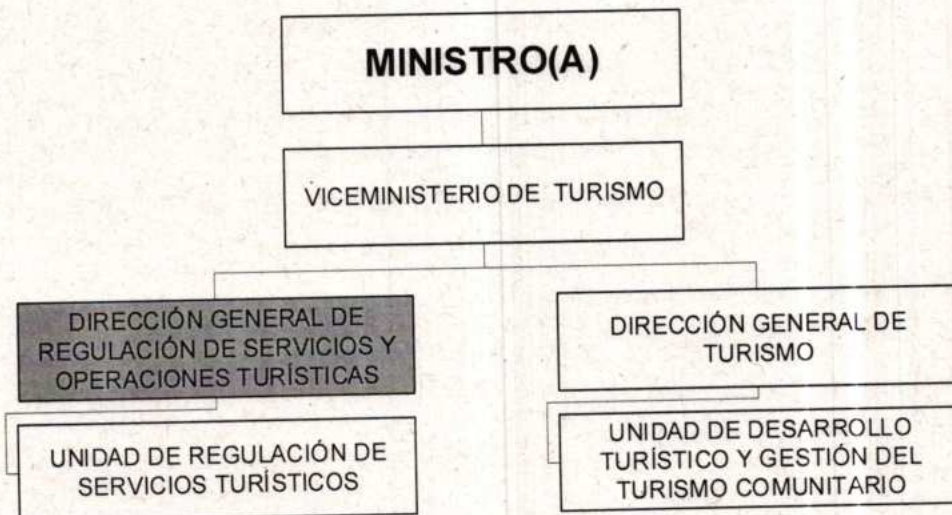 MINISTRO(A)
VICEMINISTERIO DE TURISMO
DIRECCIÓN GENERAL DE
REGULACIÓN DE SERVICIOS Y
OPERACIONES TURÍSTICAS
UNIDAD DE REGULACIÓN DE
SERVICIOS TURÍSTICOS
DIRECCIÓN GENERAL DE
TURISMO
UNIDAD DE DESARROLLO
TURÍSTICO Y GESTIÓN DEL
TURISMO COMUNITARIO